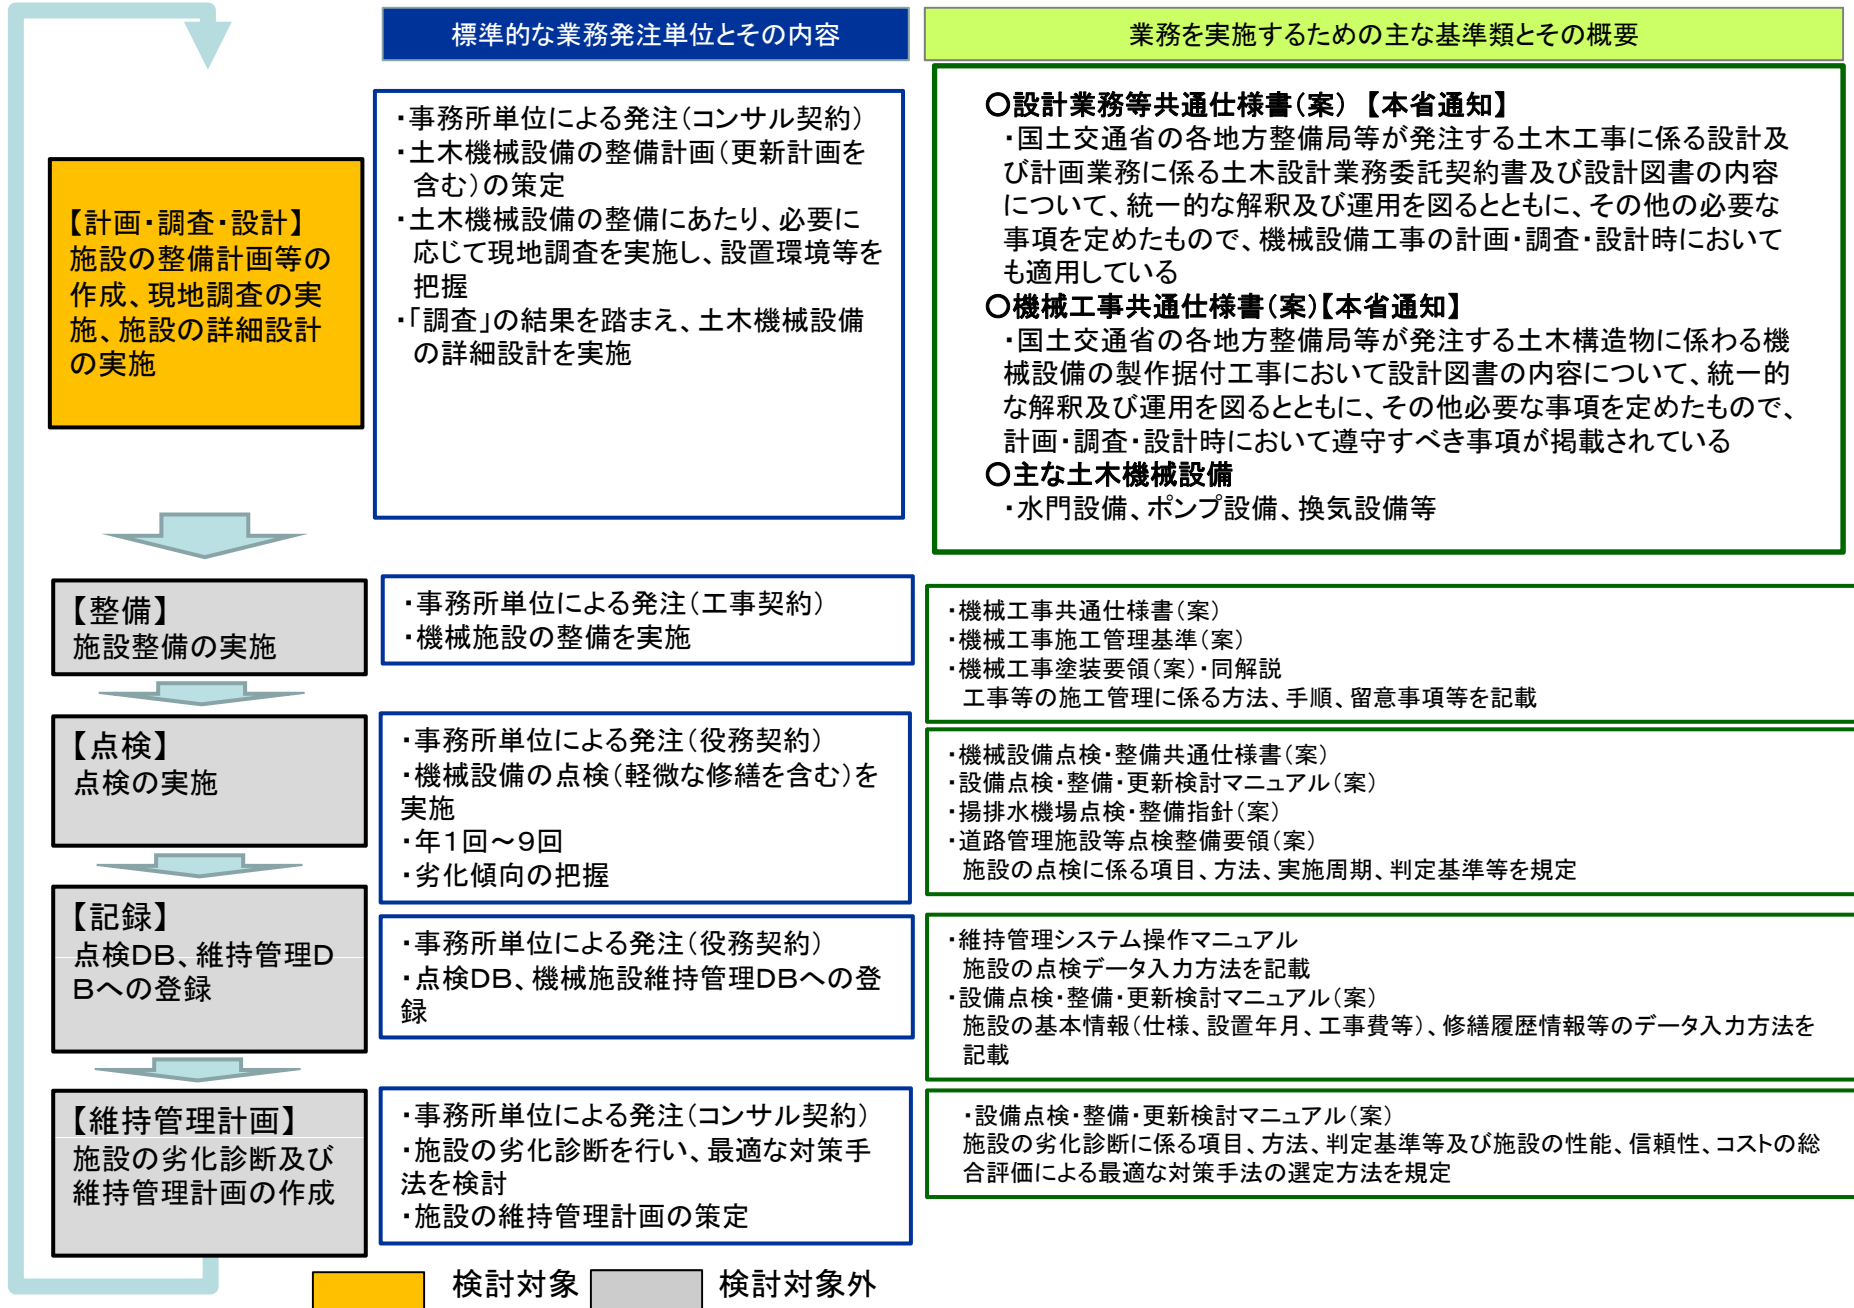 標準的な業務発注単位とその内容
業務を実施するための主な基準類とその概要
【計画・調査・設計】
施設の整備計画等の
作成、現地調査の実
施、施設の詳細設計
の実施
・事務所単位による発注（コンサル契約）
・土木機械設備の整備計画（更新計画を
含む）の策定
・土木機械設備の整備にあたり、必要に
応じて現地調査を実施し、設置環境等を
把握
・「調査」の結果を踏まえ、土木機械設備
の詳細設計を実施
○設計業務等共通仕様書（案） 【本省通知】
・国土交通省の各地方整備局等が発注する土木工事に係る設計及
び計画業務に係る土木設計業務委託契約書及び設計図書の内容
について、統一的な解釈及び運用を図るとともに、その他の必要な
事項を定めたもので、機械設備工事の計画・調査・設計時において
も適用している
○機械工事共通仕様書（案）【本省通知】
・国土交通省の各地方整備局等が発注する土木構造物に係わる機
械設備の製作据付工事において設計図書の内容について、統一的
な解釈及び運用を図るとともに、その他必要な事項を定めたもので、
計画・調査・設計時において遵守すべき事項が掲載されている
○主な土木機械設備
・水門設備、ポンプ設備、換気設備等
【整備】
施設整備の実施
・事務所単位による発注（工事契約）
・機械施設の整備を実施
・機械工事共通仕様書（案）
・機械工事施工管理基準（案）
・機械工事塗装要領（案）・同解説
工事等の施工管理に係る方法、手順、留意事項等を記載
【点検】
点検の実施
・事務所単位による発注（役務契約）
・機械設備の点検（軽微な修繕を含む）を
実施
・年１回～９回
・劣化傾向の把握
・機械設備点検・整備共通仕様書（案）
・設備点検・整備・更新検討マニュアル（案）
・揚排水機場点検・整備指針（案）
・道路管理施設等点検整備要領（案）
施設の点検に係る項目、方法、実施周期、判定基準等を規定
【記録】
点検ＤＢ、維持管理Ｄ
Ｂへの登録
・事務所単位による発注（役務契約）
・点検ＤＢ、機械施設維持管理ＤＢへの登
録
・維持管理システム操作マニュアル
施設の点検データ入力方法を記載
・設備点検・整備・更新検討マニュアル（案）
施設の基本情報（仕様、設置年月、工事費等）、修繕履歴情報等のデータ入力方法を
記載
【維持管理計画】
施設の劣化診断及び
維持管理計画の作成
・事務所単位による発注（コンサル契約）
・施設の劣化診断を行い、最適な対策手
法を検討
・施設の維持管理計画の策定
・設備点検・整備・更新検討マニュアル（案）
施設の劣化診断に係る項目、方法、判定基準等及び施設の性能、信頼性、コストの総
合評価による最適な対策手法の選定方法を規定
検討対象
検討対象外